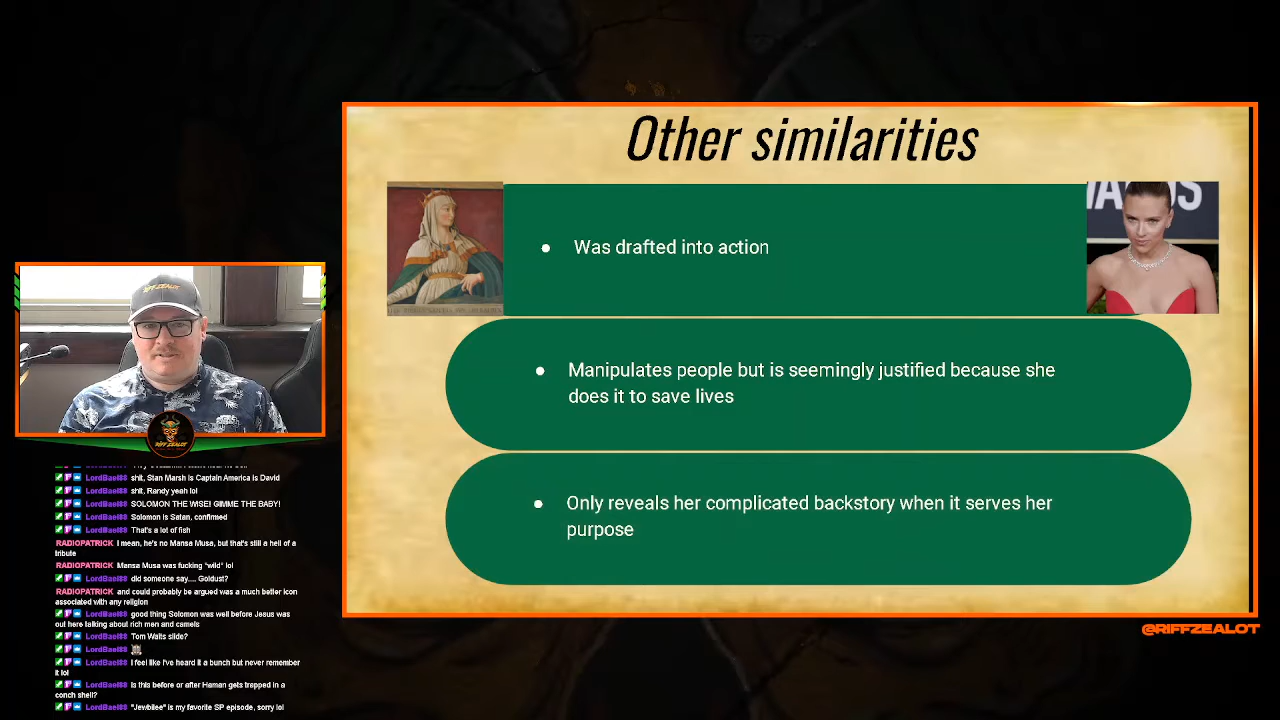 Other similarities
AWARDS
Was drafted into action
Manipulates people but is seemingly justified because she
does it to save lives
Only reveals her complicated backstory when it serves her
purpose
@RIFFZEALOT
RIFF ZEALOT
RIFF ZEALOT
LordBael88 shit, Stan Marsh is Captain America is David
LordBael88 shit, Randy yeah lol
LordBael88 SOLOMON THE WISE! GIMME THE BABY!
LordBael88 Solomon is Satan, confirmed
LordBael88 That's a lot of fish
RADIOPATRICK I mean, he's no Mansa Musa, but that's still a hell of a
tribute
RADIOPATRICK Mansa Musa was fucking "wild" lol
LordBael88 did someone say.... Goldust?
RADIOPATRICK and could probably be argued was a much better icon
associated with any religion
LordBael88 good thing Solomon was well before Jesus was
out here talking about rich men and camels
LordBael88 Tom Waits slide?
LordBael88
LordBael88 I feel like I've heard it a bunch but never remember
it lol
LordBael88 Is this before or after Haman gets trapped in a
conch shell?
LordBael88 "Jewbilee" is my favorite SP episode, sorry lol